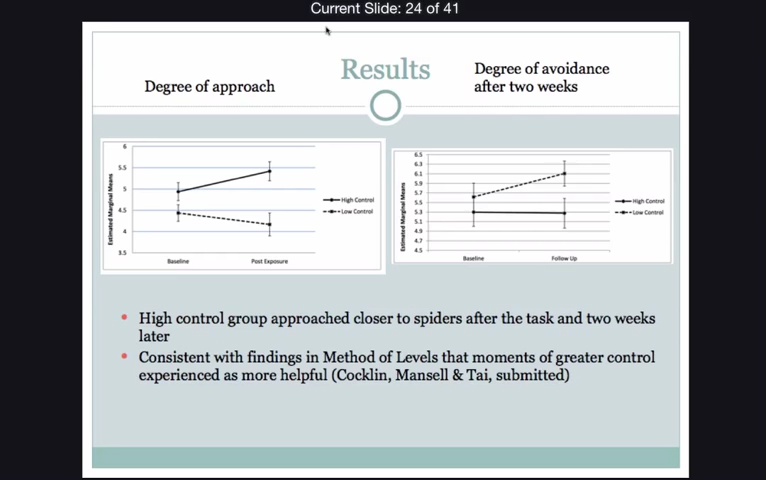 Current Slide: 24 of 41
Results
Degree of approach
Degree of avoidance
after two weeks
Estimated Marginal Means
6
5.5
5
4.5
4
3.5
Baseline
Post Exposure
High Control
Low Control
Estimated Marginal Means
6.5
6.3
6.1
5.9
5.7
5.5
5.3
5.1
4.9
4.7
4.5
Baseline
Follow Up
High Control
Low Control
• High control group approached closer to spiders after the task and two weeks
later
• Consistent with findings in Method of Levels that moments of greater control
experienced as more helpful (Cocklin, Mansell & Tai, submitted)